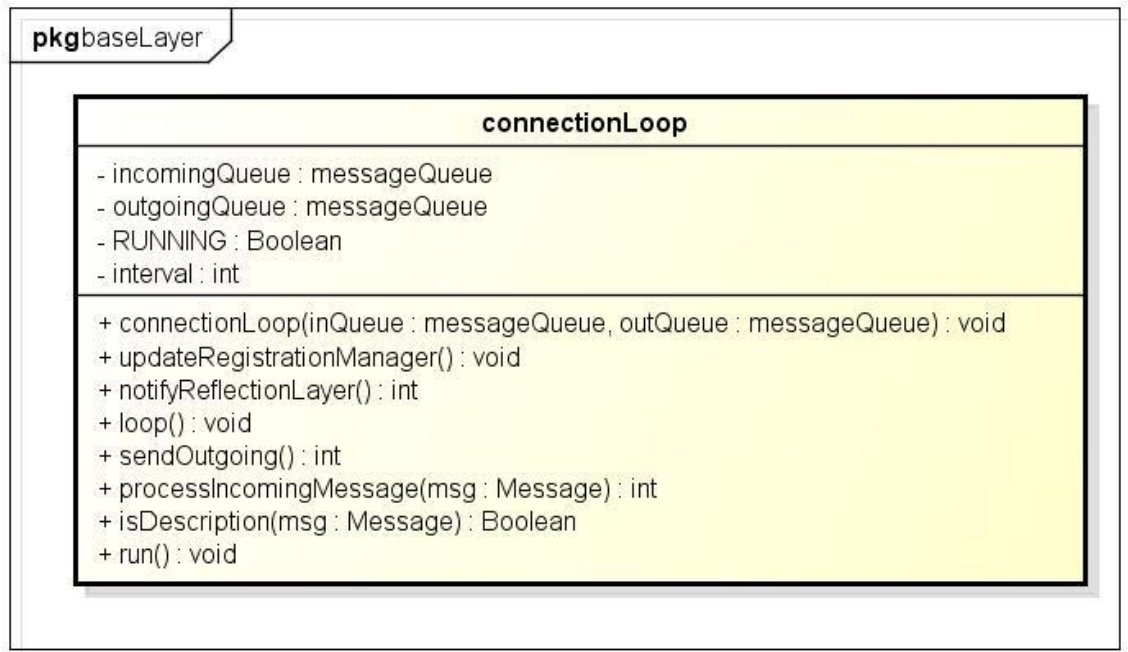 pkgbaseLayer
connectionLoop
- incomingQueue : messageQueue
- outgoingQueue : messageQueue
- RUNNING : Boolean
- interval : int
+ connectionLoop(inQueue : messageQueue, outQueue : messageQueue) : void
+ updateRegistrationManager() : void
+ notifyReflectionLayer() : int
+ loop() : void
+ sendOutgoing() : int
+ processIncomingMessage(msg : Message) : int
+ isDescription(msg : Message) : Boolean
+ run() : void